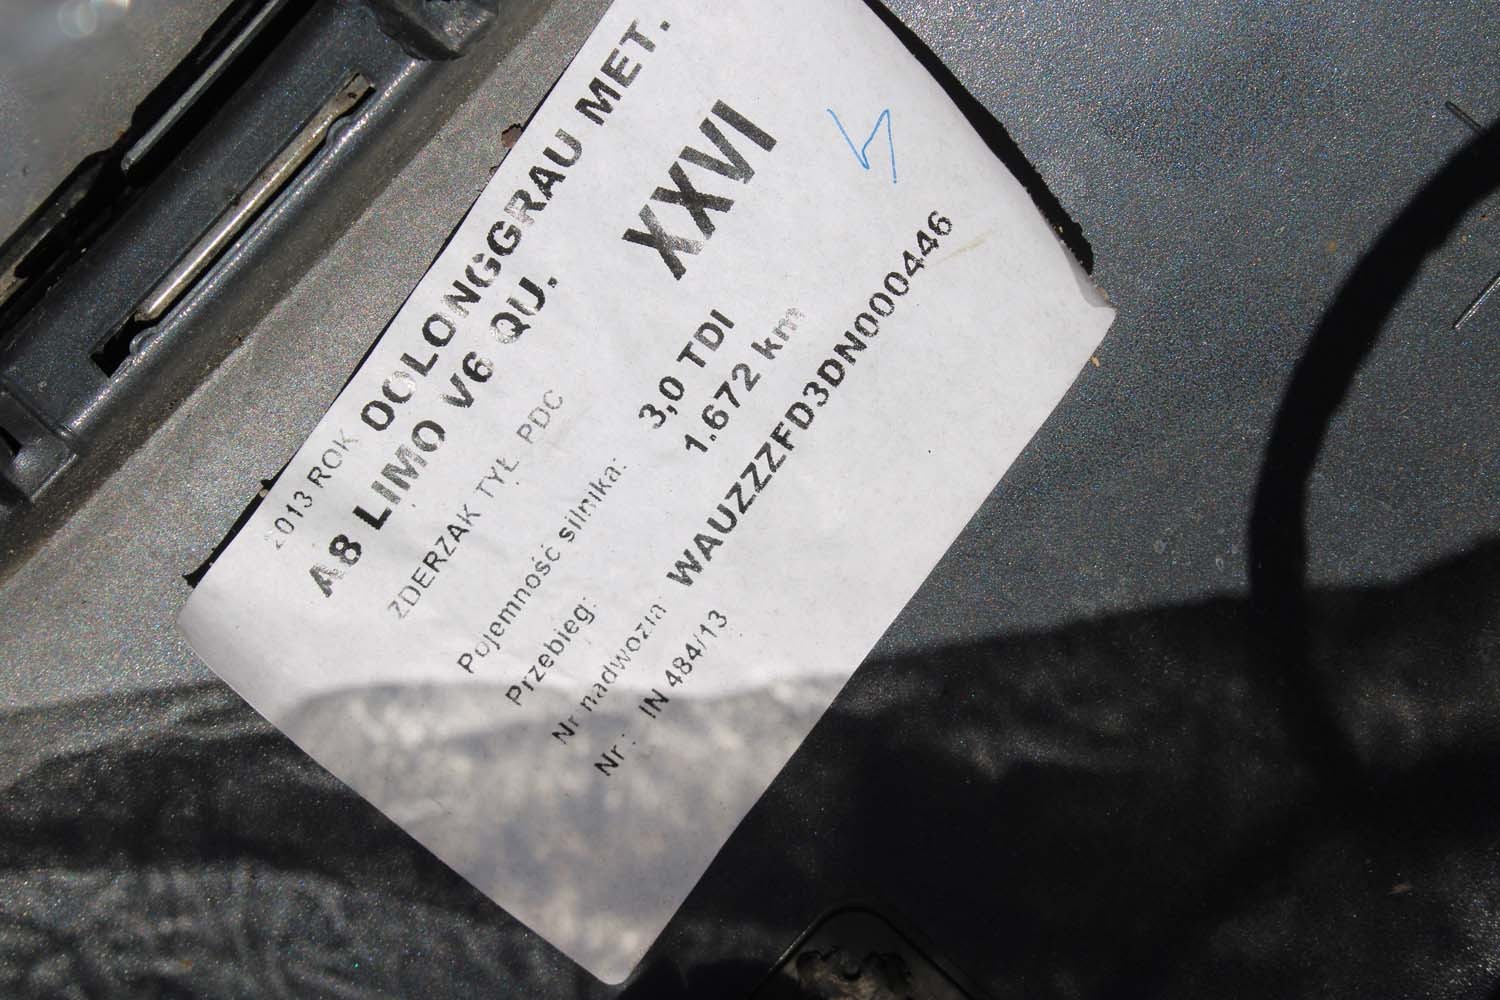 2013 ROK OOLONGGRAU MET.
A8 LIMO V6 QU.
XXVI
ZDERZAK TYŁ PDC
Pojemność silnika: 3,0 TDI
Przebieg: 1.672 km
Nr nadwozia: WAUZZZFD3DN000446
Nr: IN 484/13